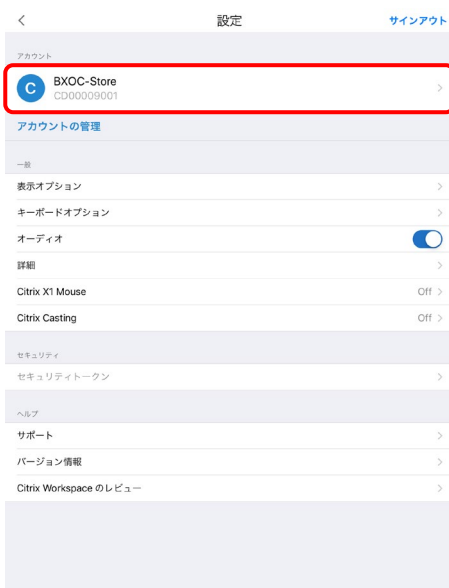 設定
サインアウト
アカウント
C
BXOC-Store
CD00009001
アカウントの管理
一般
表示オプション
キーボードオプション
オーディオ
詳細
Citrix X1 Mouse Off
Citrix Casting Off
セキュリティ
セキュリティトークン
ヘルプ
サポート
バージョン情報
Citrix Workspace のレビュー